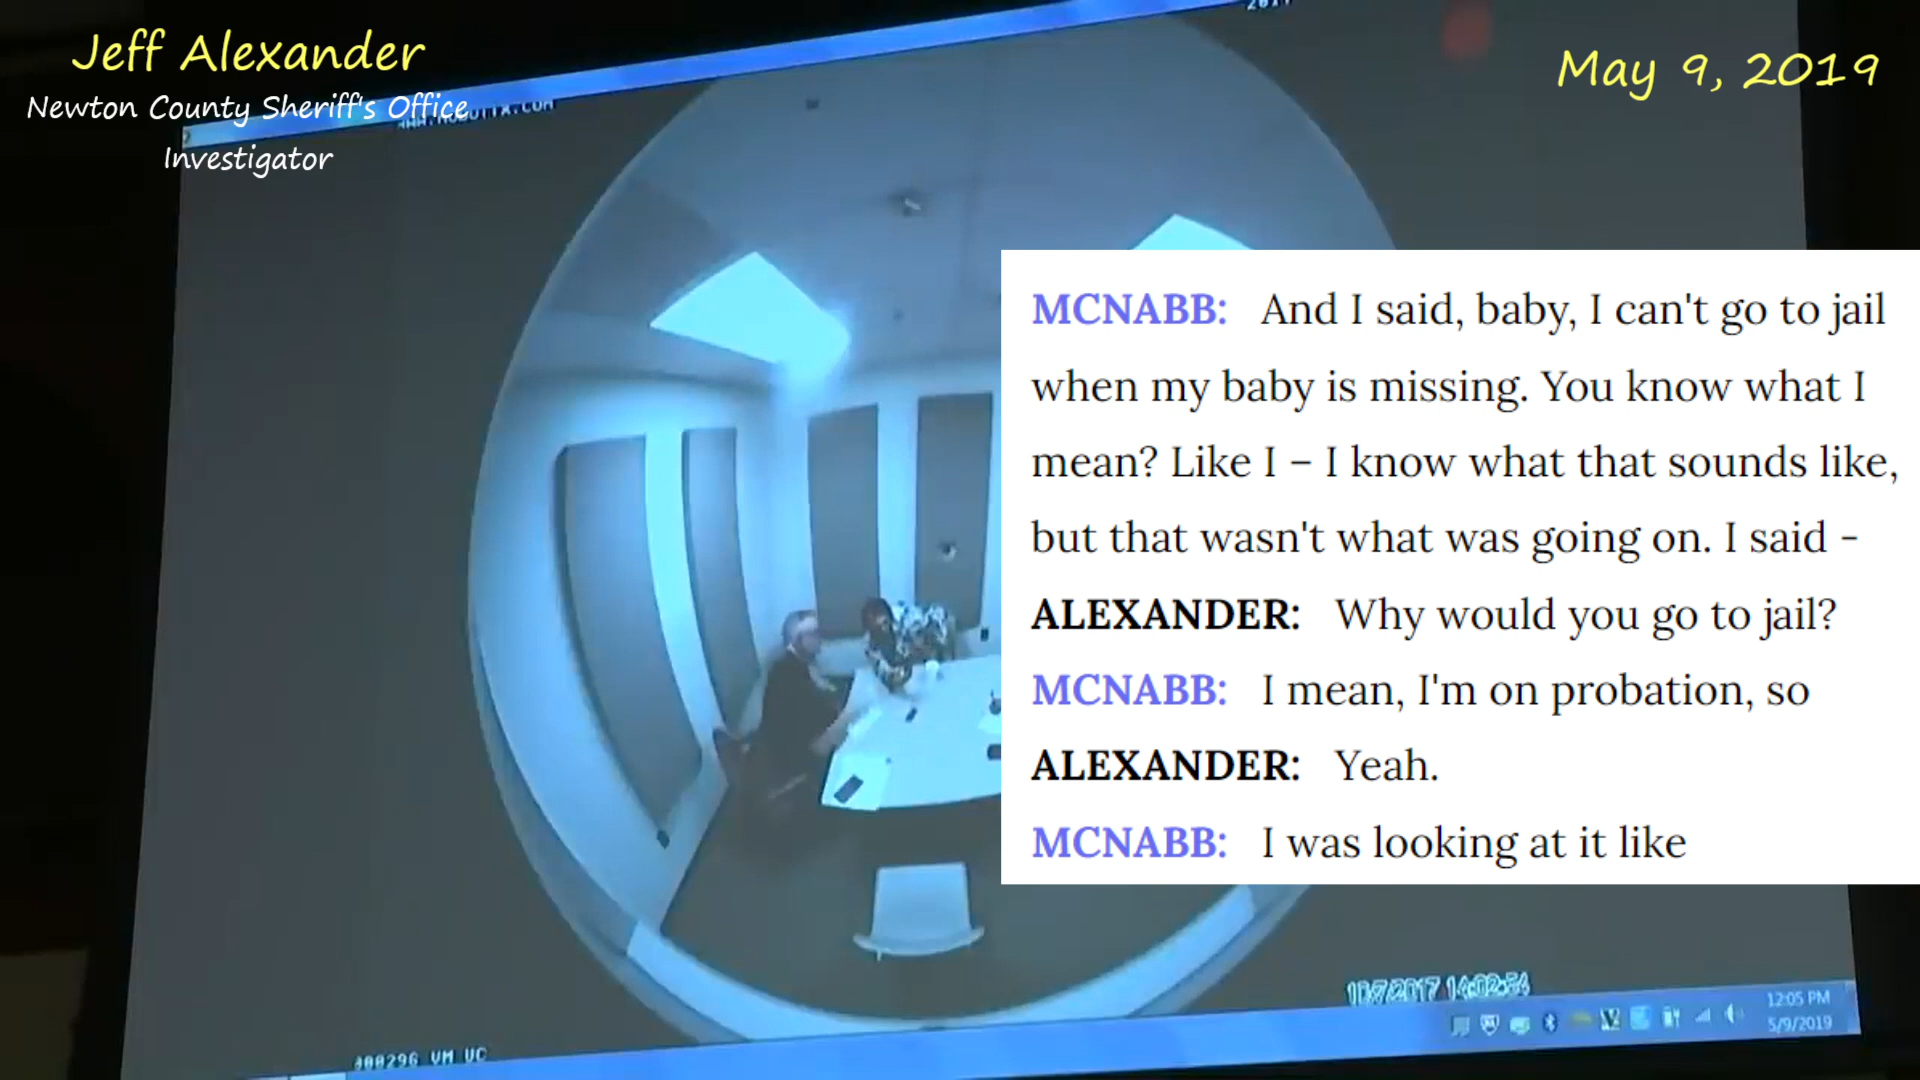 Jeff Alexander
Newton County Sheriff's Office
Investigator
May 9, 2019
MCNABB: And I said, baby, I can't go to jail
when my baby is missing. You know what I
mean? Like I – I know what that sounds like,
but that wasn't what was going on. I said -
ALEXANDER: Why would you go to jail?
MCNABB: I mean, I'm on probation, so
ALEXANDER: Yeah.
MCNABB: I was looking at it like
12:05 PM
5/9/2019